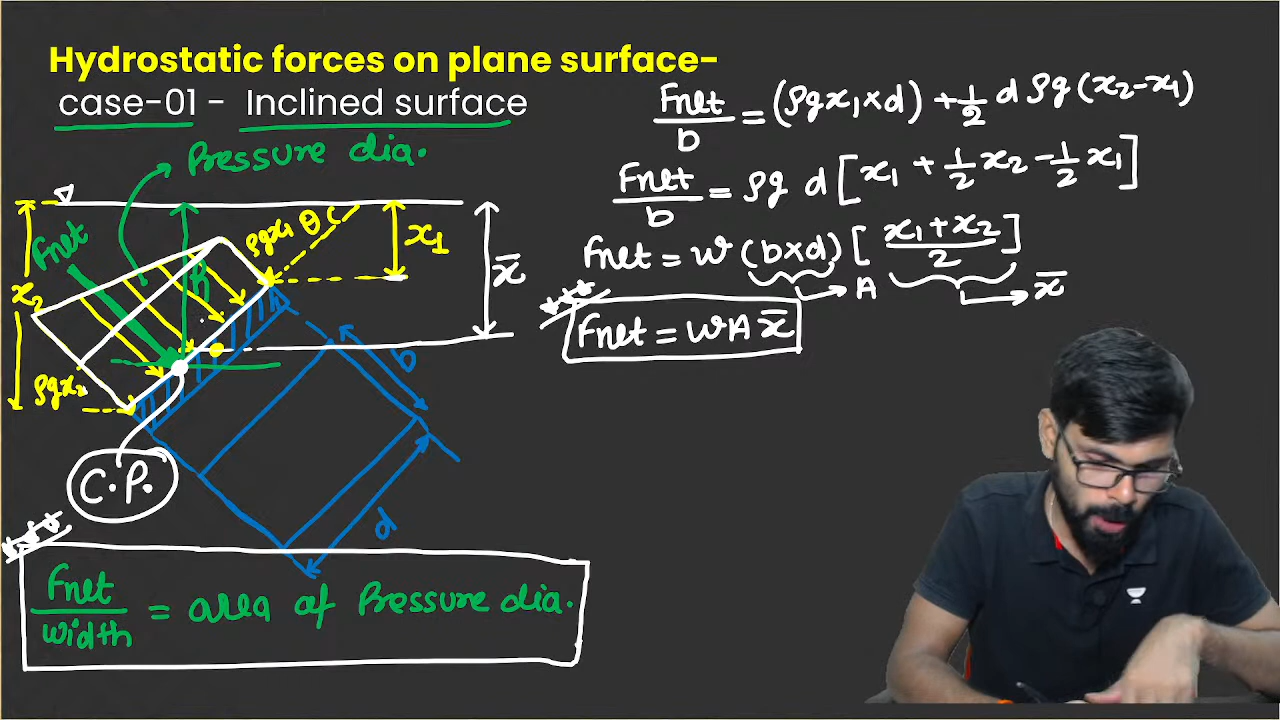 Hydrostatic forces on plane surface-
case-01 - Inclined surface
Pressure dia.
Fnet
x₂
ρgx₁
θ
x₁
x̄
h̄
ρgx₂
C.P.
b
d
Fnet/width = area of Pressure dia.
Fnet/b = (ρgx₁×d) + 1/2 d ρg(x₂-x₁)
Fnet/b = ρg d [x₁ + 1/2 x₂ - 1/2 x₁]
Fnet = w (b×d) [x₁+x₂/2]
→ A → x̄
Fnet = wAx̄